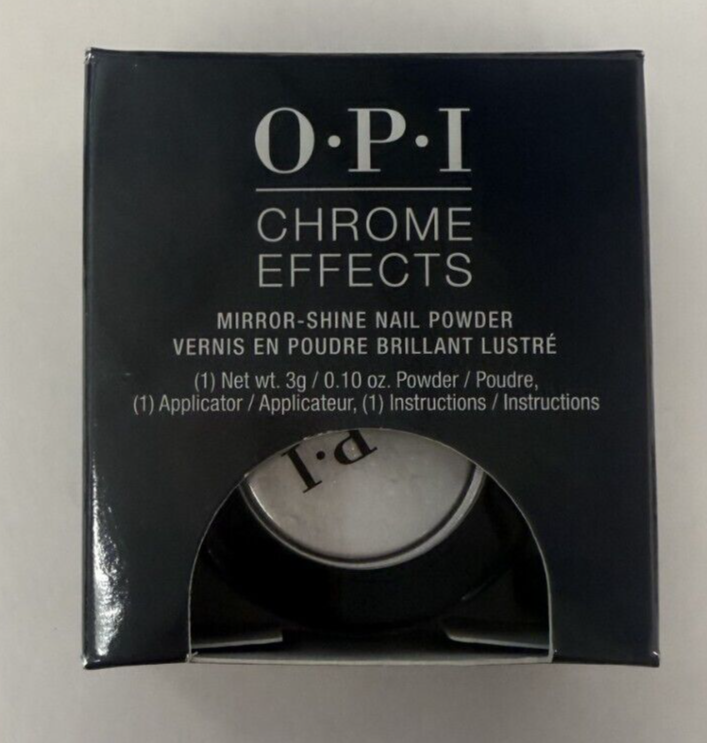 O·P·I
CHROME
EFFECTS
MIRROR-SHINE NAIL POWDER
VERNIS EN POUDRE BRILLANT LUSTRÉ
(1) Net wt. 3g / 0.10 oz. Powder / Poudre,
(1) Applicator / Applicateur, (1) Instructions / Instructions
P·I